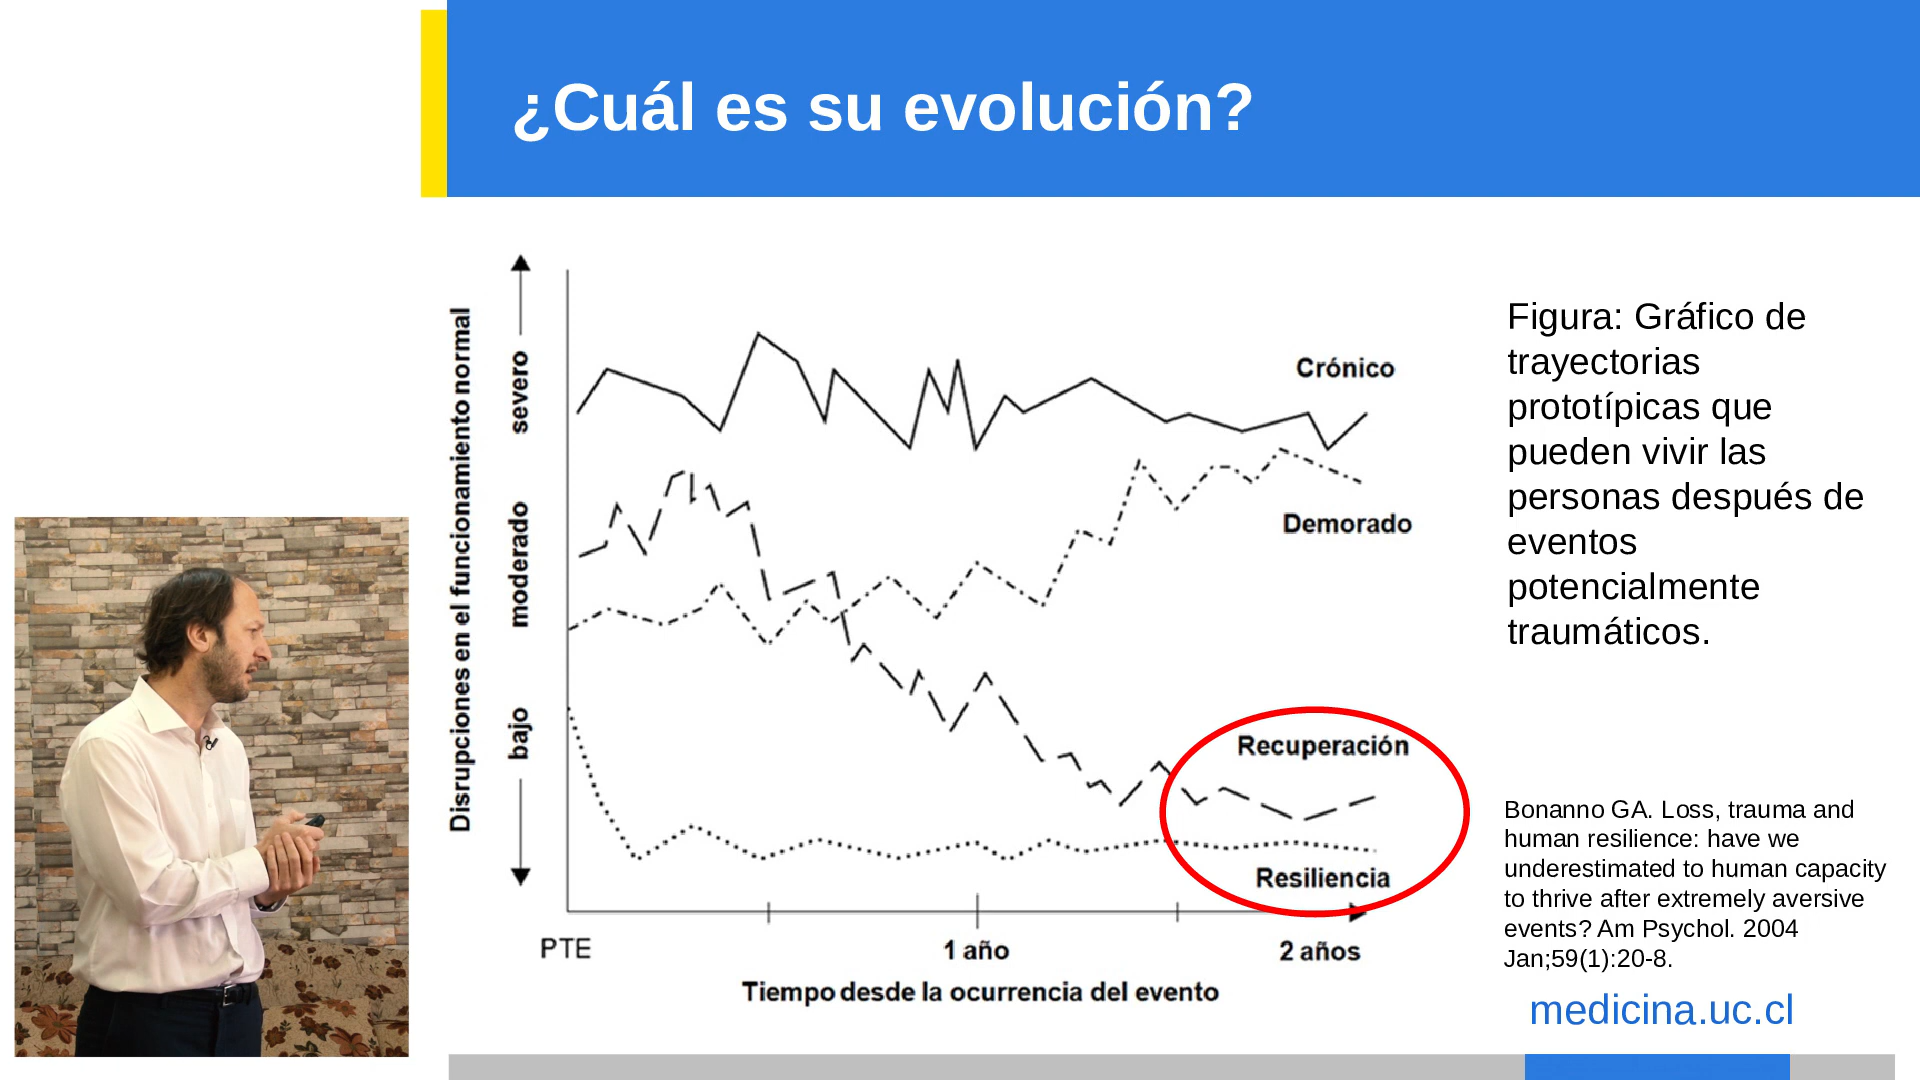 ¿Cuál es su evolución?
Disrupciones en el funcionamiento normal
severo
moderado
bajo
Crónico
Demorado
Recuperación
Resiliencia
PTE
1 año
2 años
Tiempo desde la ocurrencia del evento
Figura: Gráfico de
trayectorias
prototípicas que
pueden vivir las
personas después de
eventos
potencialmente
traumáticos.
Bonanno GA. Loss, trauma and
human resilience: have we
underestimated to human capacity
to thrive after extremely aversive
events? Am Psychol. 2004
Jan;59(1):20-8.
medicina.uc.cl